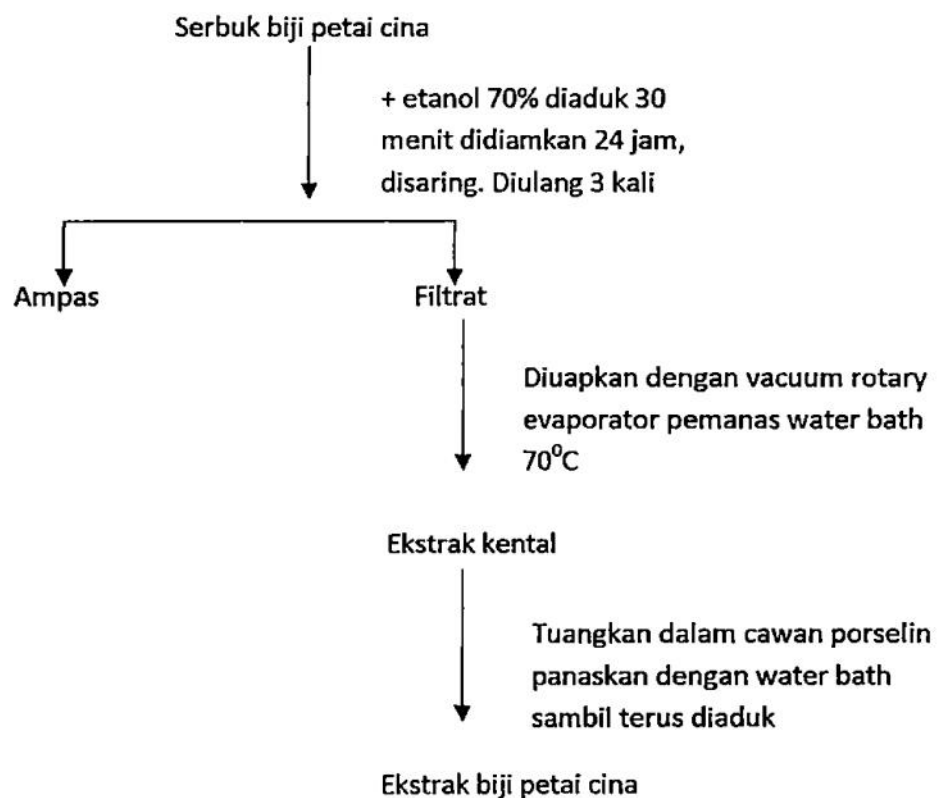 Serbuk biji petai cina
+ etanol 70% diaduk 30
menit didiamkan 24 jam,
disaring. Diulang 3 kali
Ampas
Filtrat
Diuapkan dengan vacuum rotary
evaporator pemanas water bath
70⁰C
Ekstrak kental
Tuangkan dalam cawan porselin
panaskan dengan water bath
sambil terus diaduk
Ekstrak biji petai cina